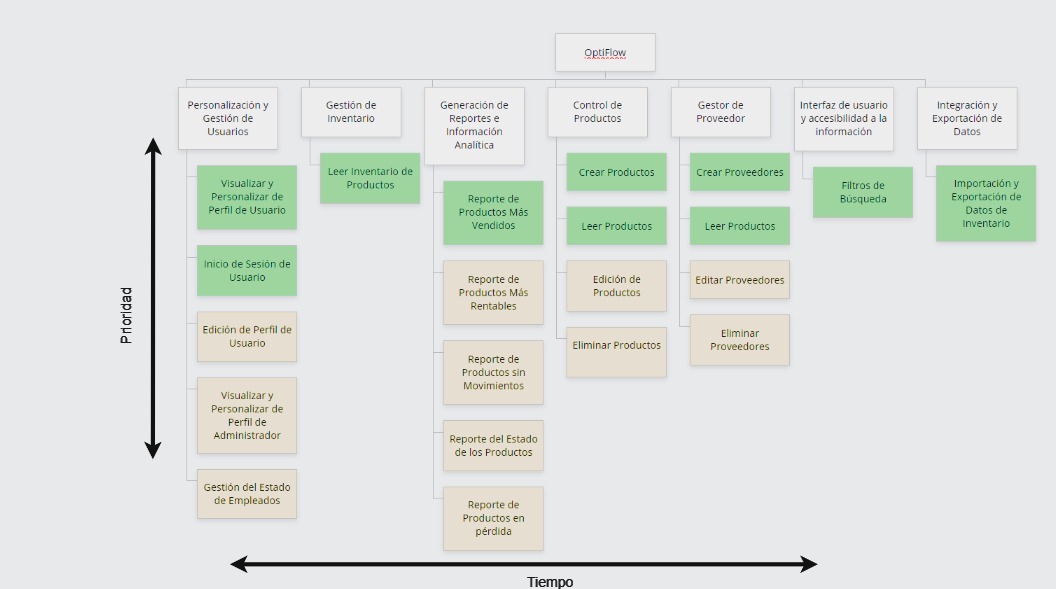 OptiFlow
Personalización y
Gestión de
Usuarios
Visualizar y
Personalizar de
Perfil de Usuario
Inicio de Sesión de
Usuario
Edición de Perfil de
Usuario
Visualizar y
Personalizar de
Perfil de
Administrador
Gestión del Estado
de Empleados
Gestión de
Inventario
Leer Inventario de
Productos
Generación de
Reportes e
Información
Analítica
Reporte de
Productos Más
Vendidos
Reporte de
Productos Más
Rentables
Reporte de
Productos sin
Movimientos
Reporte del Estado
de los Productos
Reporte de
Productos en
pérdida
Control de
Productos
Crear Productos
Leer Productos
Edición de
Productos
Eliminar Productos
Gestor de
Proveedor
Crear Proveedores
Leer Productos
Editar Proveedores
Eliminar
Proveedores
Interfaz de usuario
y accesibilidad a la
información
Filtros de
Búsqueda
Integración y
Exportación de
Datos
Importación y
Exportación de
Datos de
Inventario
Prioridad
Tiempo